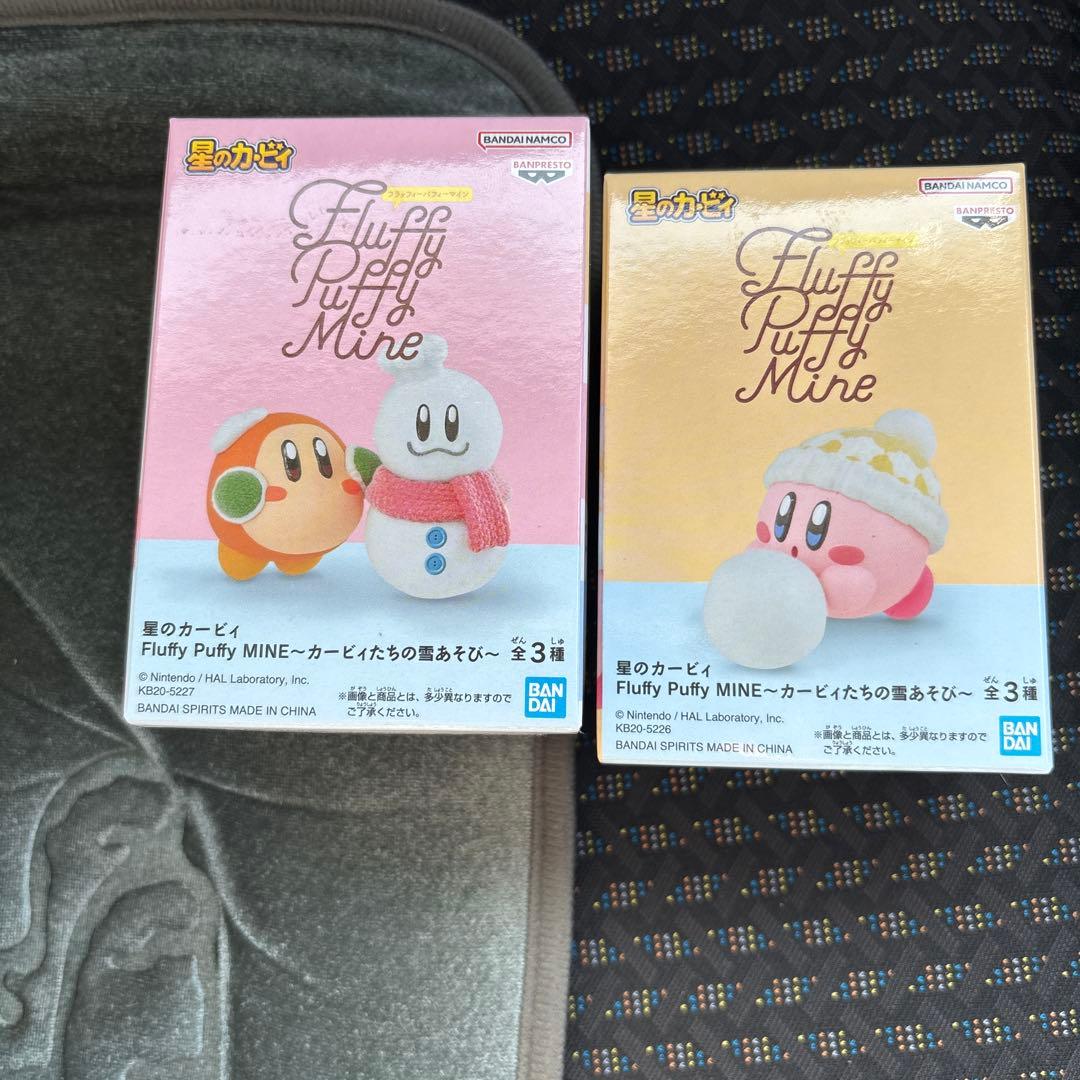 星のカービィ
BANDAI NAMCO
BANPRESTO
フラッフィーパフィーマイン
Fluffy
Puffy
Mine
星のカービィ
Fluffy Puffy MINE～カービィたちの雪あそび～ 全3種
ぜん しゅ
© Nintendo / HAL Laboratory, Inc.
KB20-5227
BANDAI SPIRITS MADE IN CHINA
※画像と商品とは、多少異なりますので
ご了承ください。
BAN
DAI
星のカービィ
BANDAI NAMCO
BANPRESTO
Fluffy
Puffy
Mine
星のカービィ
Fluffy Puffy MINE～カービィたちの雪あそび～ 全3種
ぜん しゅ
© Nintendo / HAL Laboratory, Inc.
KB20-5226
BANDAI SPIRITS MADE IN CHINA
※画像と商品とは、多少異なりますので
ご了承ください。
BAN
DAI